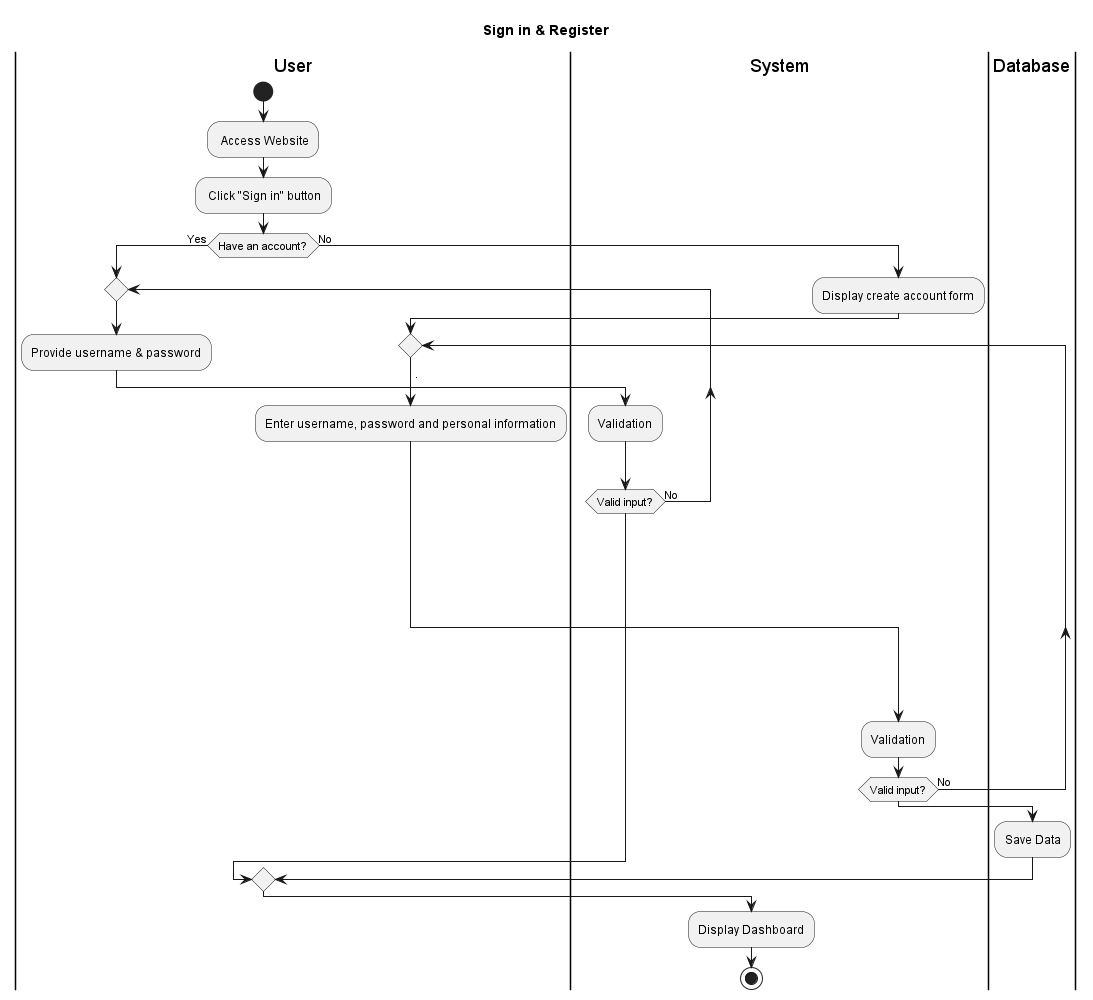 Sign in & Register
User
System
Database
Access Website
Click "Sign in" button
Yes
Have an account?
No
Display create account form
Provide username & password
.
Enter username, password and personal information
Validation
Valid input?
No
Validation
Valid input?
No
Save Data
Display Dashboard